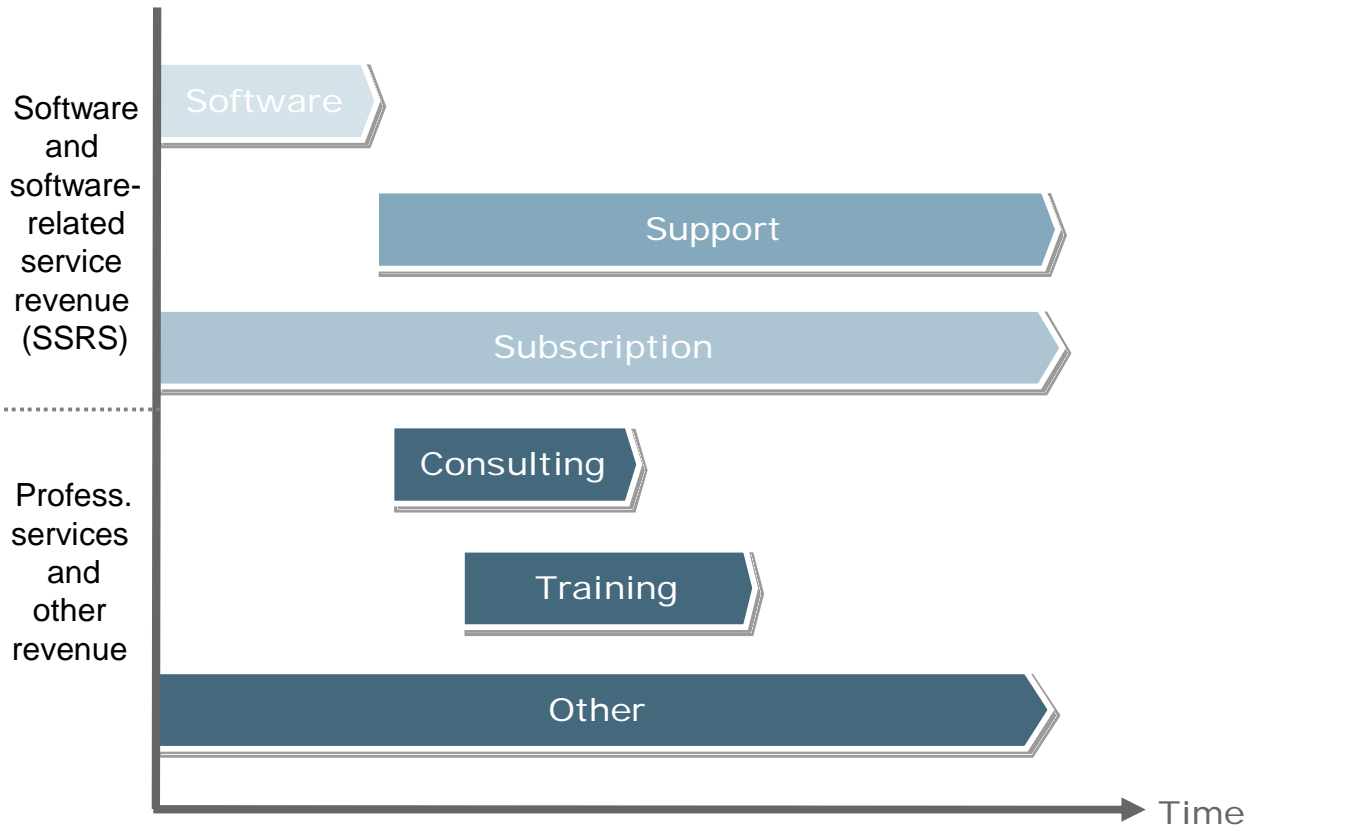 Software
and
software-
related
service
revenue
(SSRS)
Profess.
services
and
other
revenue
Software
Support
Subscription
Consulting
Training
Other
Time